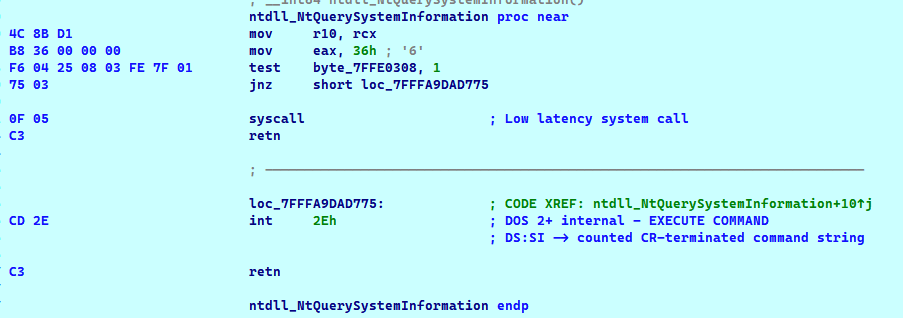 ; __int64 ntdll_NtQuerySystemInformation()
ntdll_NtQuerySystemInformation proc near
4C 8B D1 mov r10, rcx
B8 36 00 00 00 mov eax, 36h ; '6'
F6 04 25 08 03 FE 7F 01 test byte_7FFE0308, 1
75 03 jnz short loc_7FFFA9DAD775
0F 05 syscall ; Low latency system call
C3 retn
; ───────────────────────────────────────────────────────────────────────────
loc_7FFFA9DAD775: ; CODE XREF: ntdll_NtQuerySystemInformation+10↑j
CD 2E int 2Eh ; DOS 2+ internal - EXECUTE COMMAND
; DS:SI -> counted CR-terminated command string
C3 retn
ntdll_NtQuerySystemInformation endp